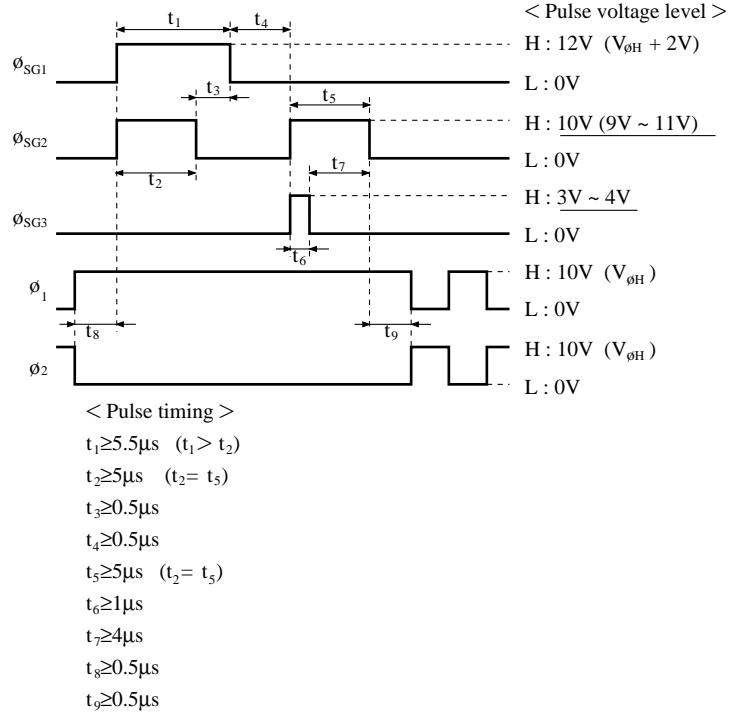 < Pulse voltage level >
t₁ t₄
øSG1 H : 12V (VøH + 2V)
L : 0V
t₃ t₅
øSG2 H : 10V (9V ~ 11V)
L : 0V
t₂ t₇
øSG3 H : 3V ~ 4V
L : 0V
t₆
ø₁ H : 10V (VøH)
L : 0V
t₈ t₉
ø2 H : 10V (VøH)
L : 0V
< Pulse timing >
t₁≥5.5µs (t₁> t₂)
t₂≥5µs (t₂= t₅)
t₃≥0.5µs
t₄≥0.5µs
t₅≥5µs (t₂= t₅)
t₆≥1µs
t₇≥4µs
t₈≥0.5µs
t₉≥0.5µs